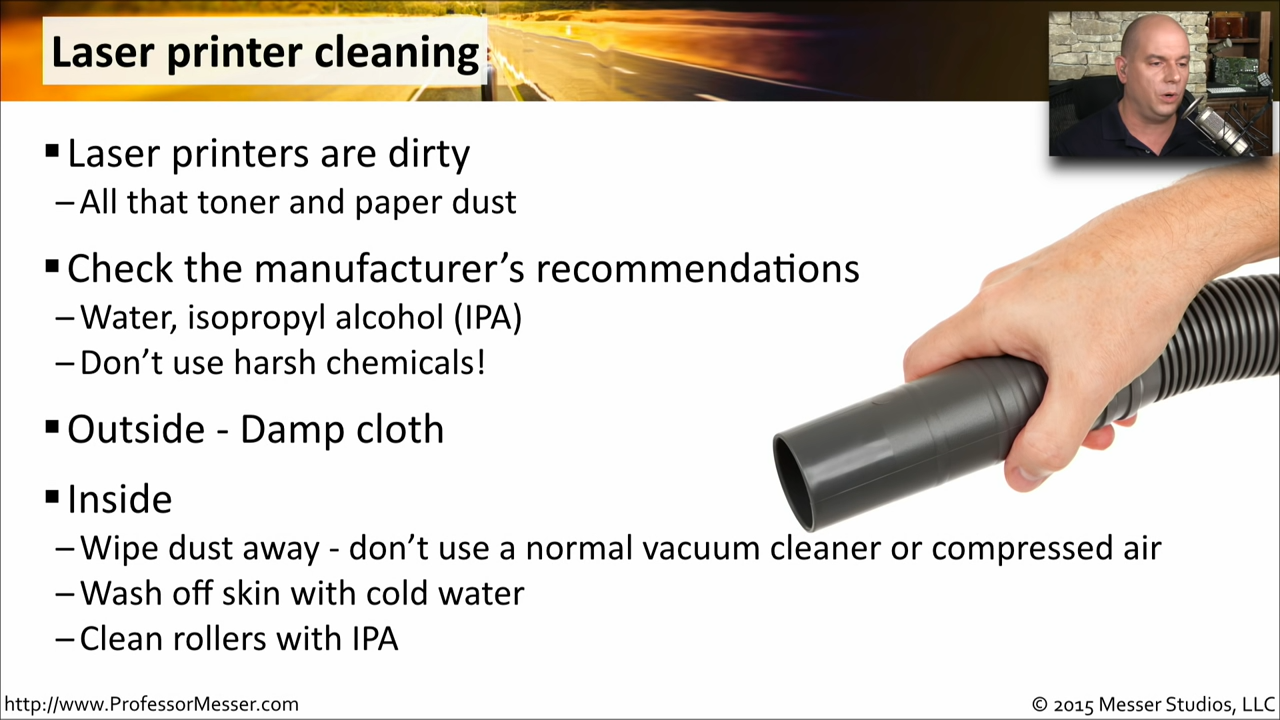 Laser printer cleaning
▪ Laser printers are dirty
– All that toner and paper dust
▪ Check the manufacturer’s recommendations
– Water, isopropyl alcohol (IPA)
– Don’t use harsh chemicals!
▪ Outside - Damp cloth
▪ Inside
– Wipe dust away - don’t use a normal vacuum cleaner or compressed air
– Wash off skin with cold water
– Clean rollers with IPA
http://www.ProfessorMesser.com
© 2015 Messer Studios, LLC